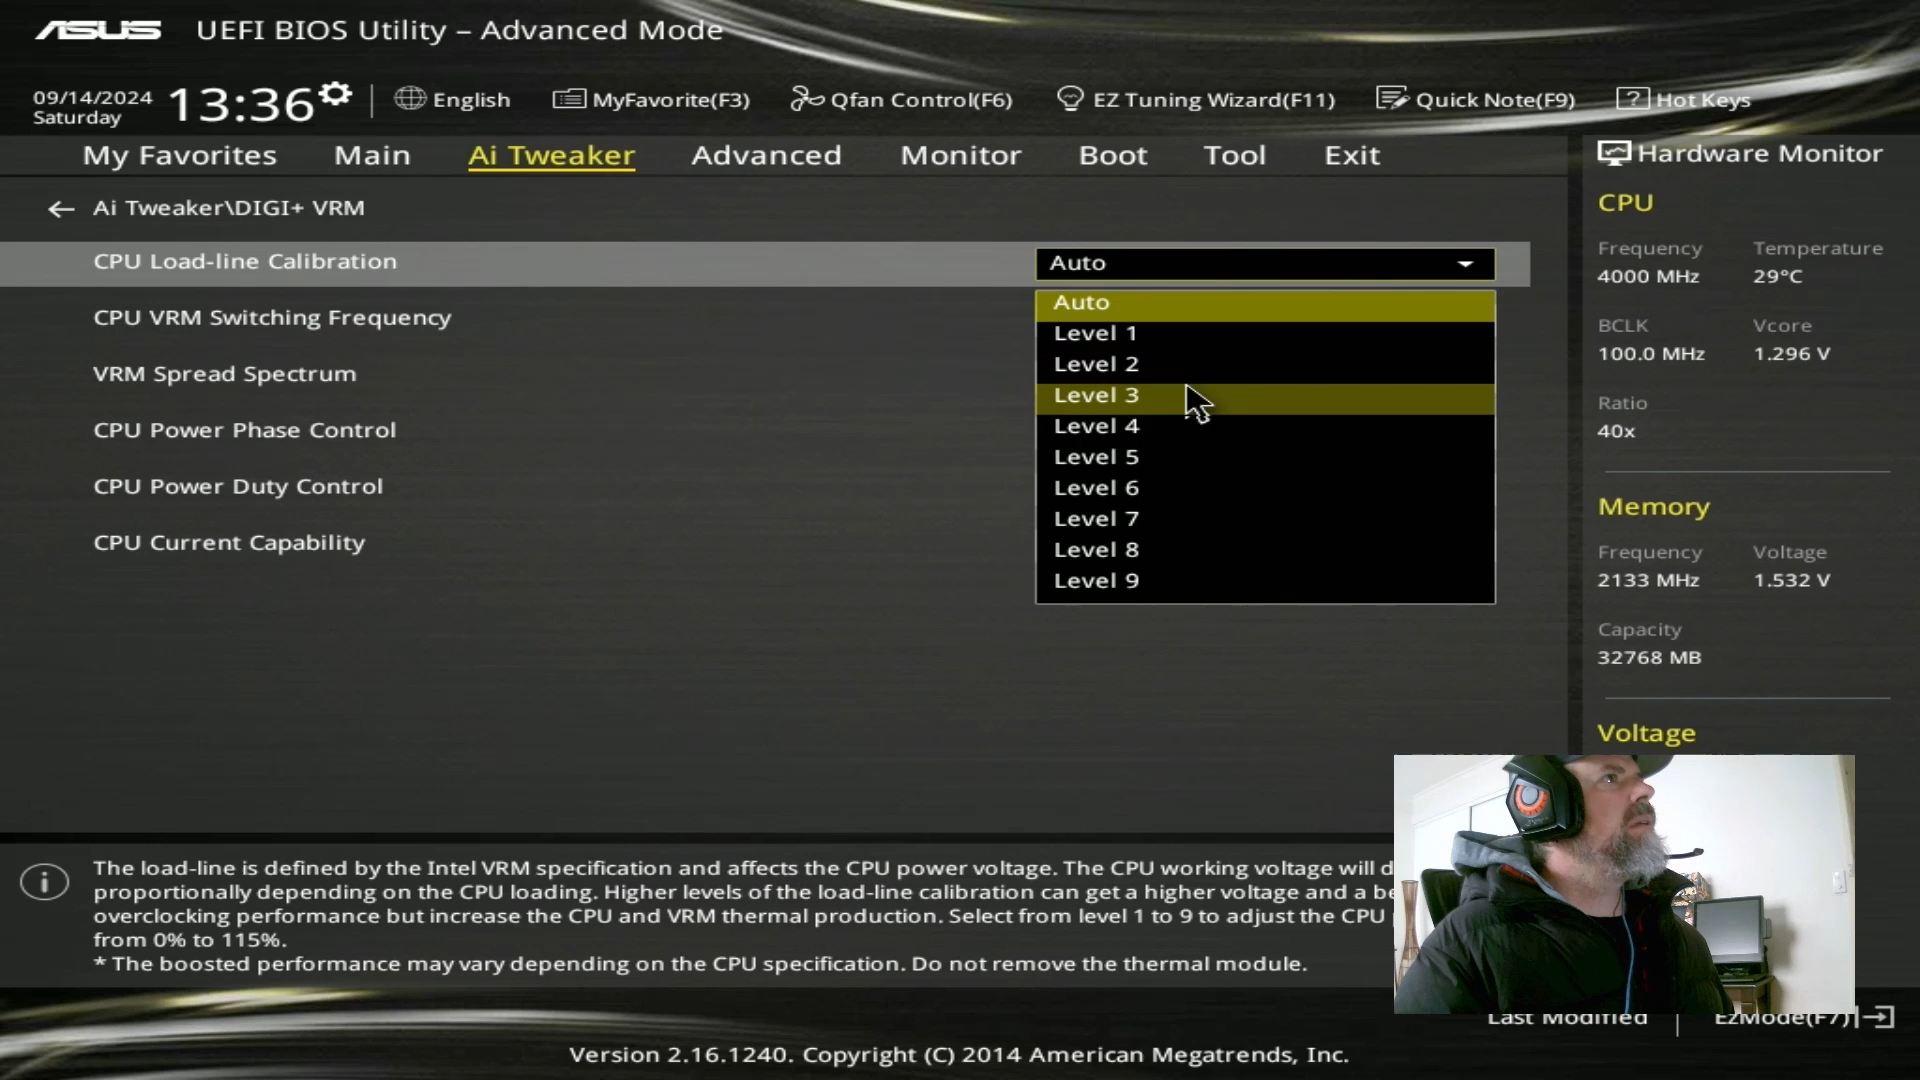 ASUS UEFI BIOS Utility – Advanced Mode
09/14/2024 Saturday 13:36 English MyFavorite(F3) Qfan Control(F6) EZ Tuning Wizard(F11) Quick Note(F9) ? Hot Keys
My Favorites Main Ai Tweaker Advanced Monitor Boot Tool Exit
Ai Tweaker\DIGI+ VRM
CPU Load-line Calibration Auto
Auto
Level 1
Level 2
Level 3
Level 4
Level 5
Level 6
Level 7
Level 8
Level 9
CPU VRM Switching Frequency
VRM Spread Spectrum
CPU Power Phase Control
CPU Power Duty Control
CPU Current Capability
Hardware Monitor
CPU
Frequency Temperature
4000 MHz 29°C
BCLK Vcore
100.0 MHz 1.296 V
Ratio
40x
Memory
Frequency Voltage
2133 MHz 1.532 V
Capacity
32768 MB
Voltage
The load-line is defined by the Intel VRM specification and affects the CPU power voltage. The CPU working voltage will
proportionally depending on the CPU loading. Higher levels of the load-line calibration can get a higher voltage and a
overclocking performance but increase the CPU and VRM thermal production. Select from level 1 to 9 to adjust the CPU
from 0% to 115%.
* The boosted performance may vary depending on the CPU specification. Do not remove the thermal module.
Last Modified EzMode(F7)
Version 2.16.1240. Copyright (C) 2014 American Megatrends, Inc.